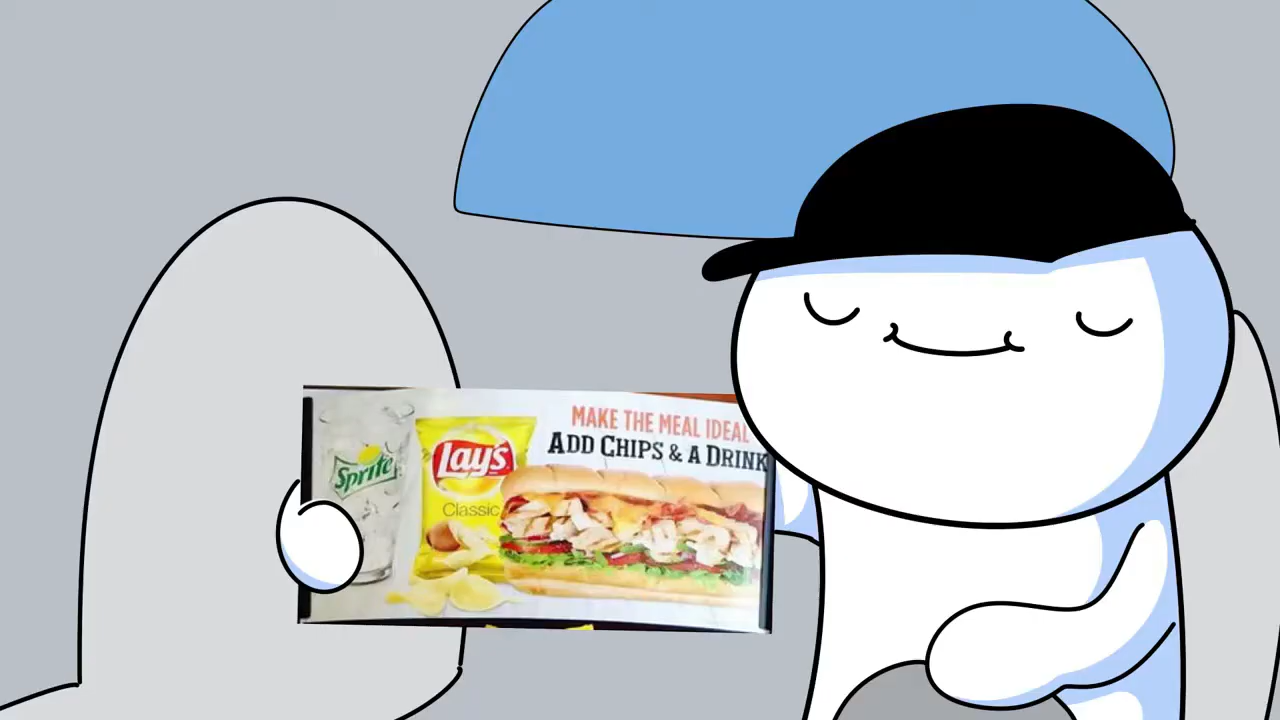 MAKE THE MEAL IDEAL
ADD CHIPS & A DRINK
Sprite
Lay's
Classic